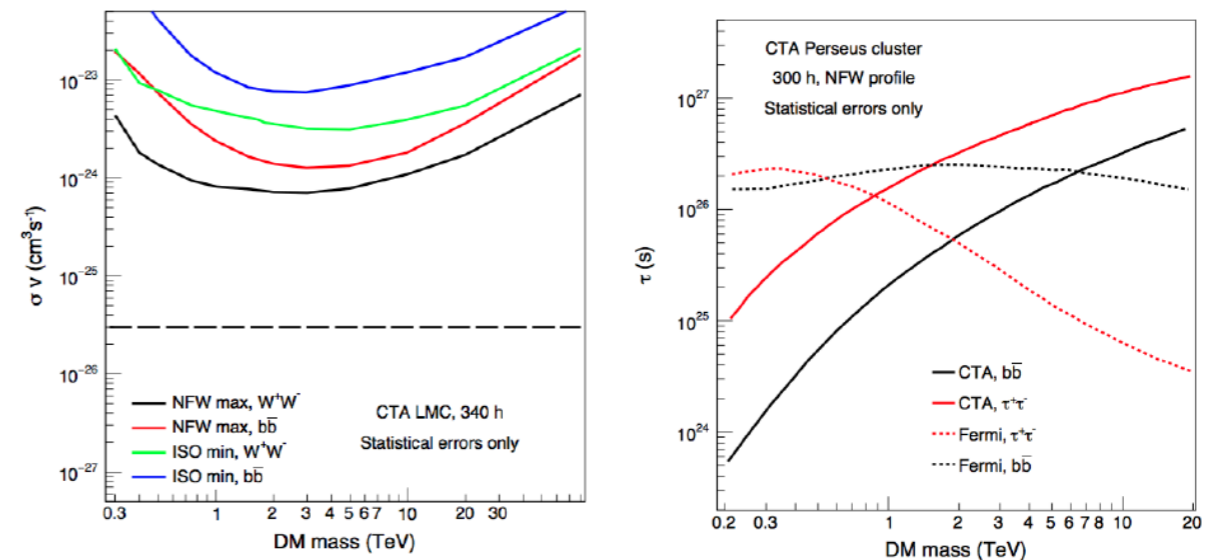 σ v (cm³s⁻¹)
10⁻²³
10⁻²⁴
10⁻²⁵
10⁻²⁶
10⁻²⁷
NFW max, W⁺W⁻
NFW max, bb̅
ISO min, W⁺W⁻
ISO min, bb̅
CTA LMC, 340 h
Statistical errors only
0.3 1 2 3 4 5 6 7 10 20 30
DM mass (TeV)
τ (s)
10²⁷
10²⁶
10²⁵
10²⁴
CTA Perseus cluster
300 h, NFW profile
Statistical errors only
CTA, bb̅
CTA, τ⁺τ⁻
Fermi, τ⁺τ⁻
Fermi, bb̅
0.2 0.3 1 2 3 4 5 6 7 8 10 20
DM mass (TeV)